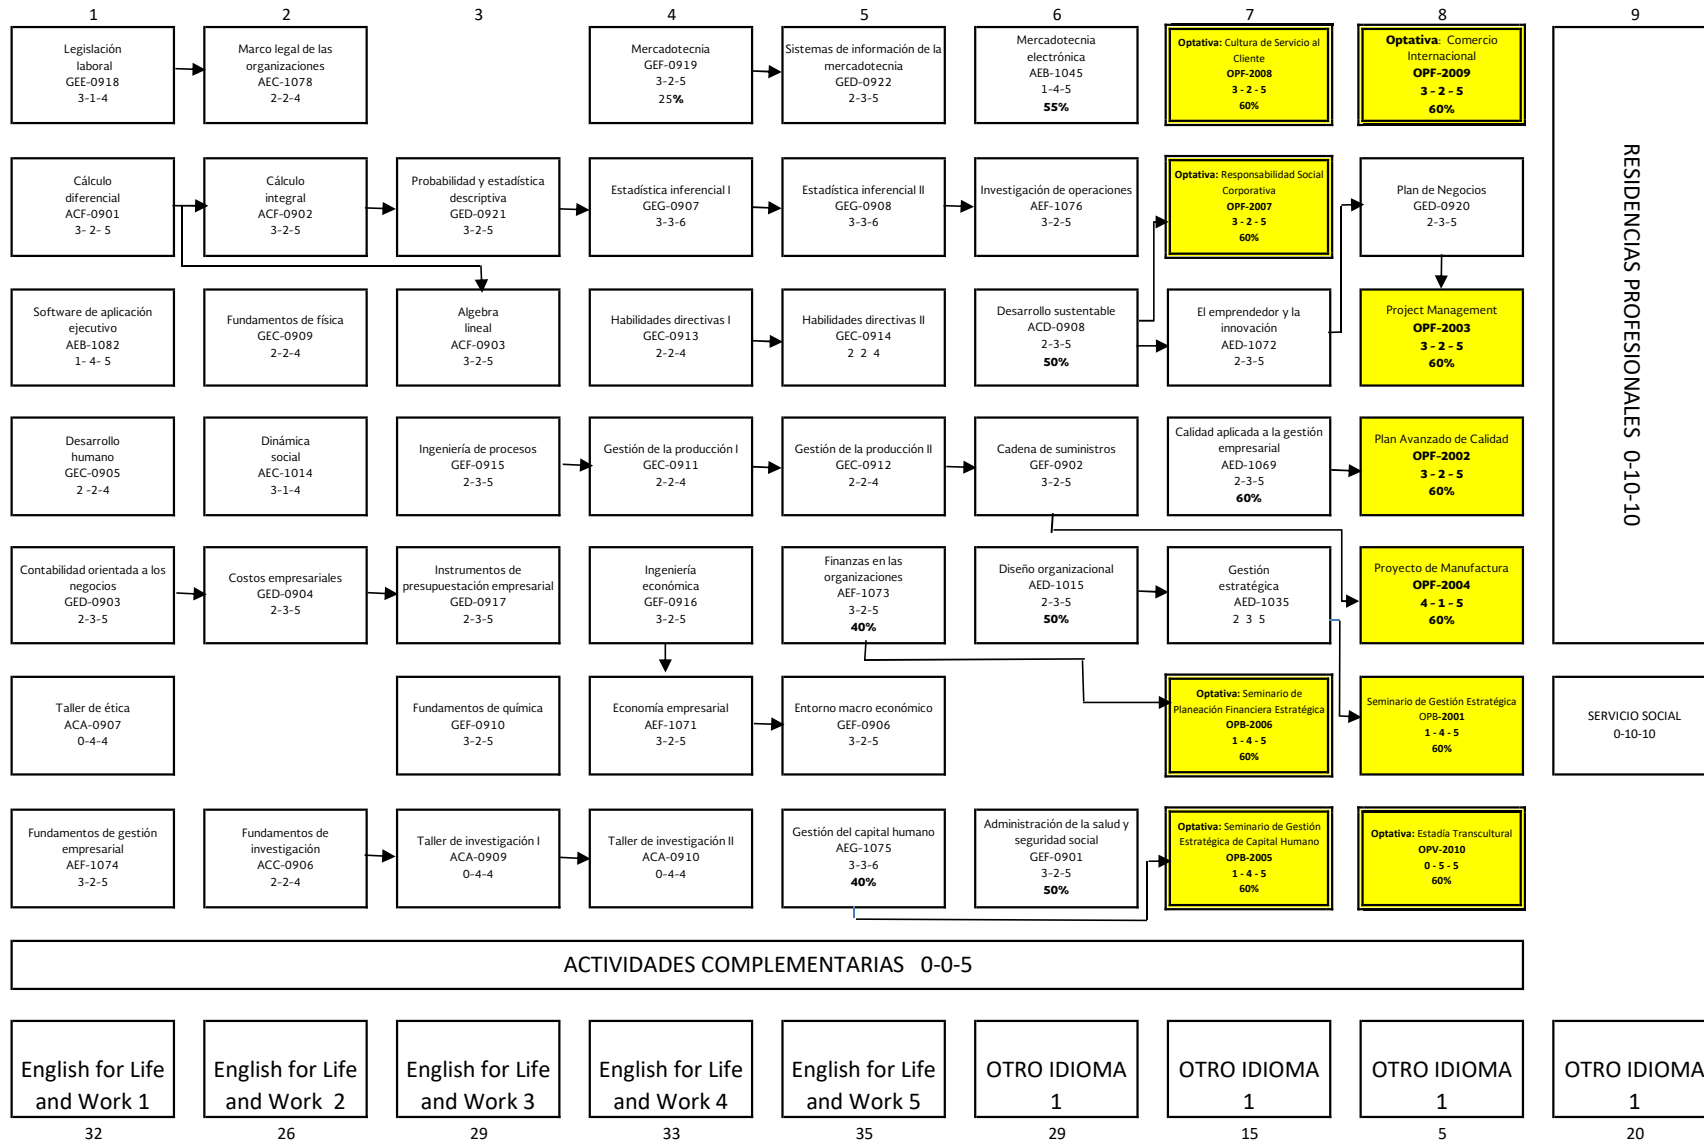 1 2 3 4 5 6 7 8 9
Legislación
laboral
GEE-0918
3-1-4
Marco legal de las
organizaciones
AEC-1078
2-2-4
Mercadotecnia
GEF-0919
3-2-5
25%
Sistemas de información de la
mercadotecnia
GED-0922
2-3-5
Mercadotecnia
electrónica
AEB-1045
1-4-5
55%
Optativa: Cultura de Servicio al
Cliente
OPF-2008
3 - 2 - 5
60%
Optativa: Comercio
Internacional
OPF-2009
3 - 2 - 5
60%
RESIDENCIAS PROFESIONALES 0-10-10
Cálculo
diferencial
ACF-0901
3- 2- 5
Cálculo
integral
ACF-0902
3-2-5
Probabilidad y estadística
descriptiva
GED-0921
3-2-5
Estadística inferencial I
GEG-0907
3-3-6
Estadística inferencial II
GEG-0908
3-3-6
Investigación de operaciones
AEF-1076
3-2-5
Optativa: Responsabilidad Social
Corporativa
OPF-2007
3 - 2 - 5
60%
Plan de Negocios
GED-0920
2-3-5
Software de aplicación
ejecutivo
AEB-1082
1- 4- 5
Fundamentos de física
GEC-0909
2-2-4
Algebra
lineal
ACF-0903
3-2-5
Habilidades directivas I
GEC-0913
2-2-4
Habilidades directivas II
GEC-0914
2 2 4
Desarrollo sustentable
ACD-0908
2-3-5
50%
El emprendedor y la
innovación
AED-1072
2-3-5
Project Management
OPF-2003
3 - 2 - 5
60%
Desarrollo
humano
GEC-0905
2 -2-4
Dinámica
social
AEC-1014
3-1-4
Ingeniería de procesos
GEF-0915
2-3-5
Gestión de la producción I
GEC-0911
2-2-4
Gestión de la producción II
GEC-0912
2-2-4
Cadena de suministros
GEF-0902
3-2-5
Calidad aplicada a la gestión
empresarial
AED-1069
2-3-5
60%
Plan Avanzado de Calidad
OPF-2002
3 - 2 - 5
60%
Contabilidad orientada a los
negocios
GED-0903
2-3-5
Costos empresariales
GED-0904
2-3-5
Instrumentos de
presupuestación empresarial
GED-0917
2-3-5
Ingeniería
económica
GEF-0916
3-2-5
Finanzas en las
organizaciones
AEF-1073
3-2-5
40%
Diseño organizacional
AED-1015
2-3-5
50%
Gestión
estratégica
AED-1035
2 3 5
Proyecto de Manufactura
OPF-2004
4 - 1 - 5
60%
Taller de ética
ACA-0907
0-4-4
Fundamentos de química
GEF-0910
3-2-5
Economía empresarial
AEF-1071
3-2-5
Entorno macro económico
GEF-0906
3-2-5
Optativa: Seminario de
Planeación Financiera Estratégica
OPB-2006
1 - 4 - 5
60%
Seminario de Gestión Estratégica
OPB-2001
1 - 4 - 5
60%
SERVICIO SOCIAL
0-10-10
Fundamentos de gestión
empresarial
AEF-1074
3-2-5
Fundamentos de
investigación
ACC-0906
2-2-4
Taller de investigación I
ACA-0909
0-4-4
Taller de investigación II
ACA-0910
0-4-4
Gestión del capital humano
AEG-1075
3-3-6
40%
Administración de la salud y
seguridad social
GEF-0901
3-2-5
50%
Optativa: Seminario de Gestión
Estratégica de Capital Humano
OPB-2005
1 - 4 - 5
60%
Optativa: Estadía Transcultural
OPV-2010
0 - 5 - 5
60%
ACTIVIDADES COMPLEMENTARIAS 0-0-5
English for Life
and Work 1
English for Life
and Work 2
English for Life
and Work 3
English for Life
and Work 4
English for Life
and Work 5
OTRO IDIOMA
1
OTRO IDIOMA
1
OTRO IDIOMA
1
OTRO IDIOMA
1
32 26 29 33 35 29 15 5 20